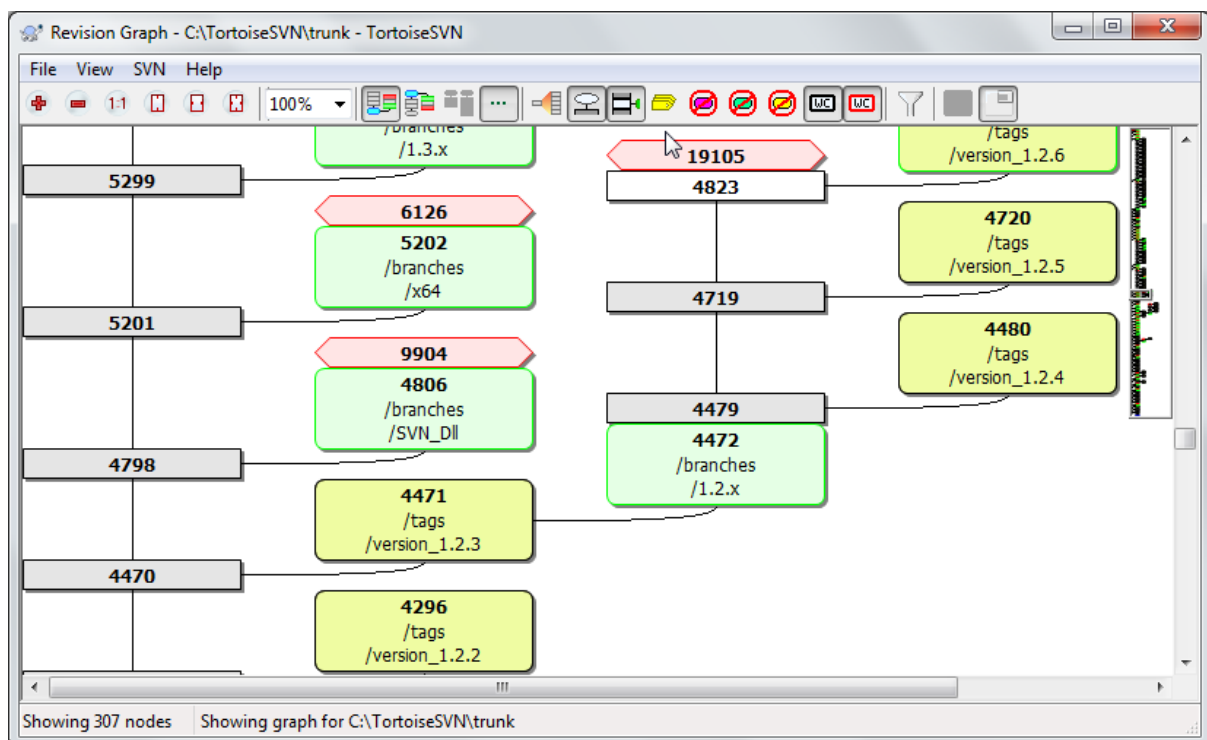 Revision Graph - C:\TortoiseSVN\trunk - TortoiseSVN
File View SVN Help
1:1 100% ... WC WC
/branches
/1.3.x
5299
6126
5202
/branches
/x64
5201
9904
4806
/branches
/SVN_Dll
4798
4471
/tags
/version_1.2.3
4470
4296
/tags
/version_1.2.2
19105
4823
4719
4479
4472
/branches
/1.2.x
/tags
/version_1.2.6
4720
/tags
/version_1.2.5
4480
/tags
/version_1.2.4
Showing 307 nodes Showing graph for C:\TortoiseSVN\trunk